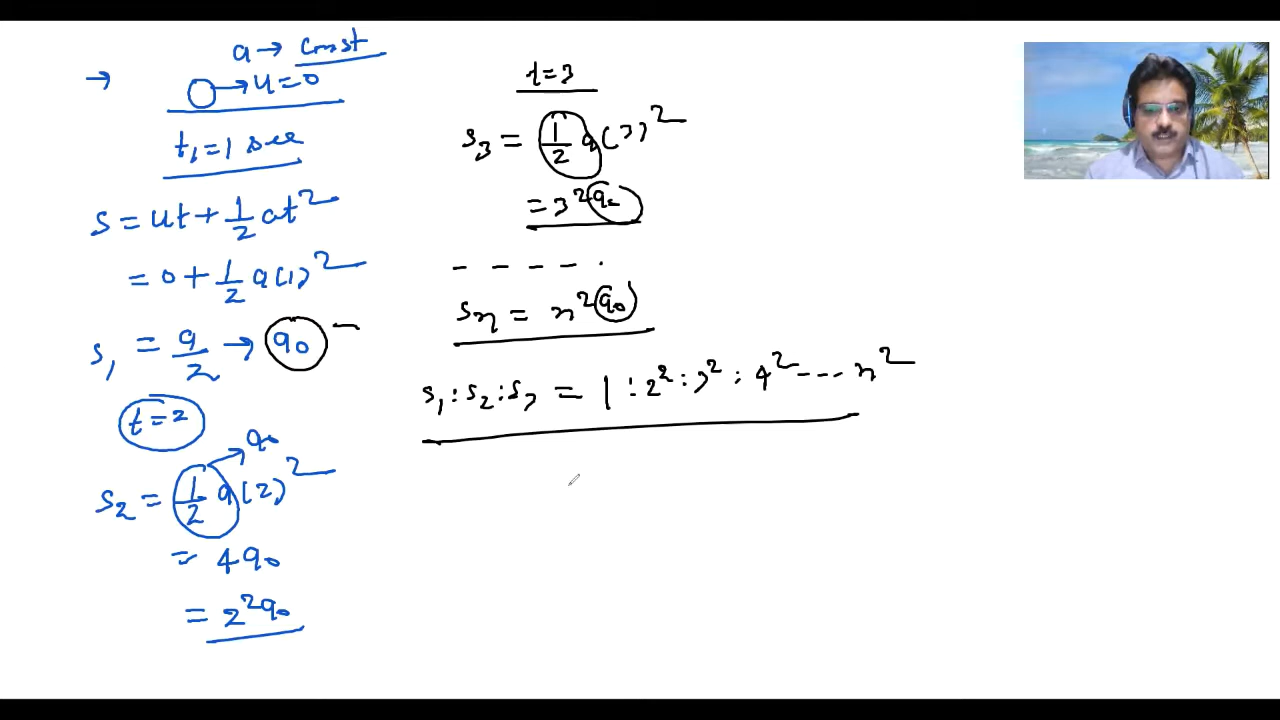 a → const
→ → u=0
t₁=1 sec
s = ut + 1/2 at²
= 0 + 1/2 a(1)²
s₁ = a/2 → a₀
t=2
a₀
s₂ = 1/2 a(2)²
= 4a₀
= 2²a₀
t=3
s₃ = 1/2 a(3)²
= 3²a₀
- - - - - .
sₙ = n²a₀
s₁ : s₂ : s₃ = 1 : 2² : 3² : 4² --- n²